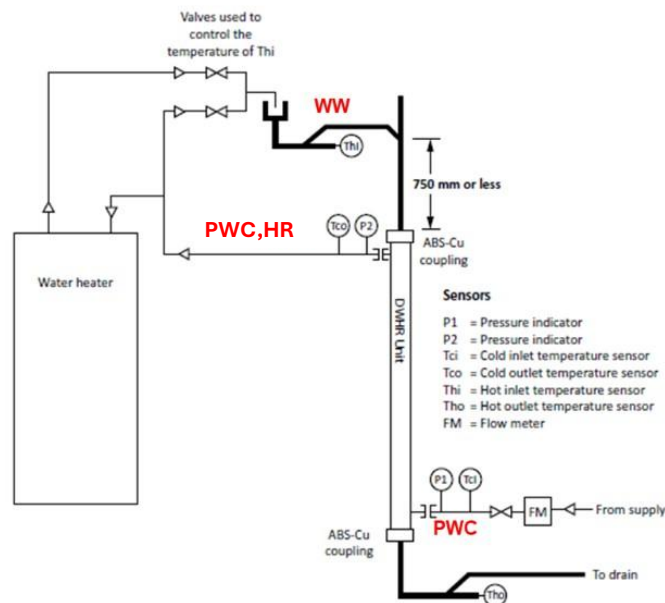 Valves used to
control the
temperature of Thi
WW
Thi
750 mm or less
PWC,HR
Tco
P2
ABS-Cu
coupling
Water heater
DWHR Unit
Sensors
P1 = Pressure indicator
P2 = Pressure indicator
Tci = Cold inlet temperature sensor
Tco = Cold outlet temperature sensor
Thi = Hot inlet temperature sensor
Tho = Hot outlet temperature sensor
FM = Flow meter
P1
Tci
FM
From supply
PWC
ABS-Cu
coupling
To drain
Tho